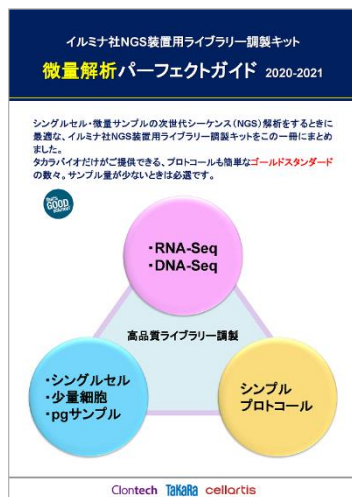 イルミナ社NGS装置用ライブラリー調製キット
微量解析パーフェクトガイド 2020-2021
シングルセル・微量サンプルの次世代シーケンス(NGS)解析をするときに
最適な、イルミナ社NGS装置用ライブラリー調製キットをこの一冊にまとめ
ました。
タカラバイオだけがご提供できる、プロトコールも簡単なゴールドスタンダード
の数々。サンプル量が少ないときは必選です。
GOOD
・RNA-Seq
・DNA-Seq
高品質ライブラリー調製
・シングルセル
・少量細胞
・pgサンプル
シンプル
プロトコール
Clontech TaKaRa cellartis